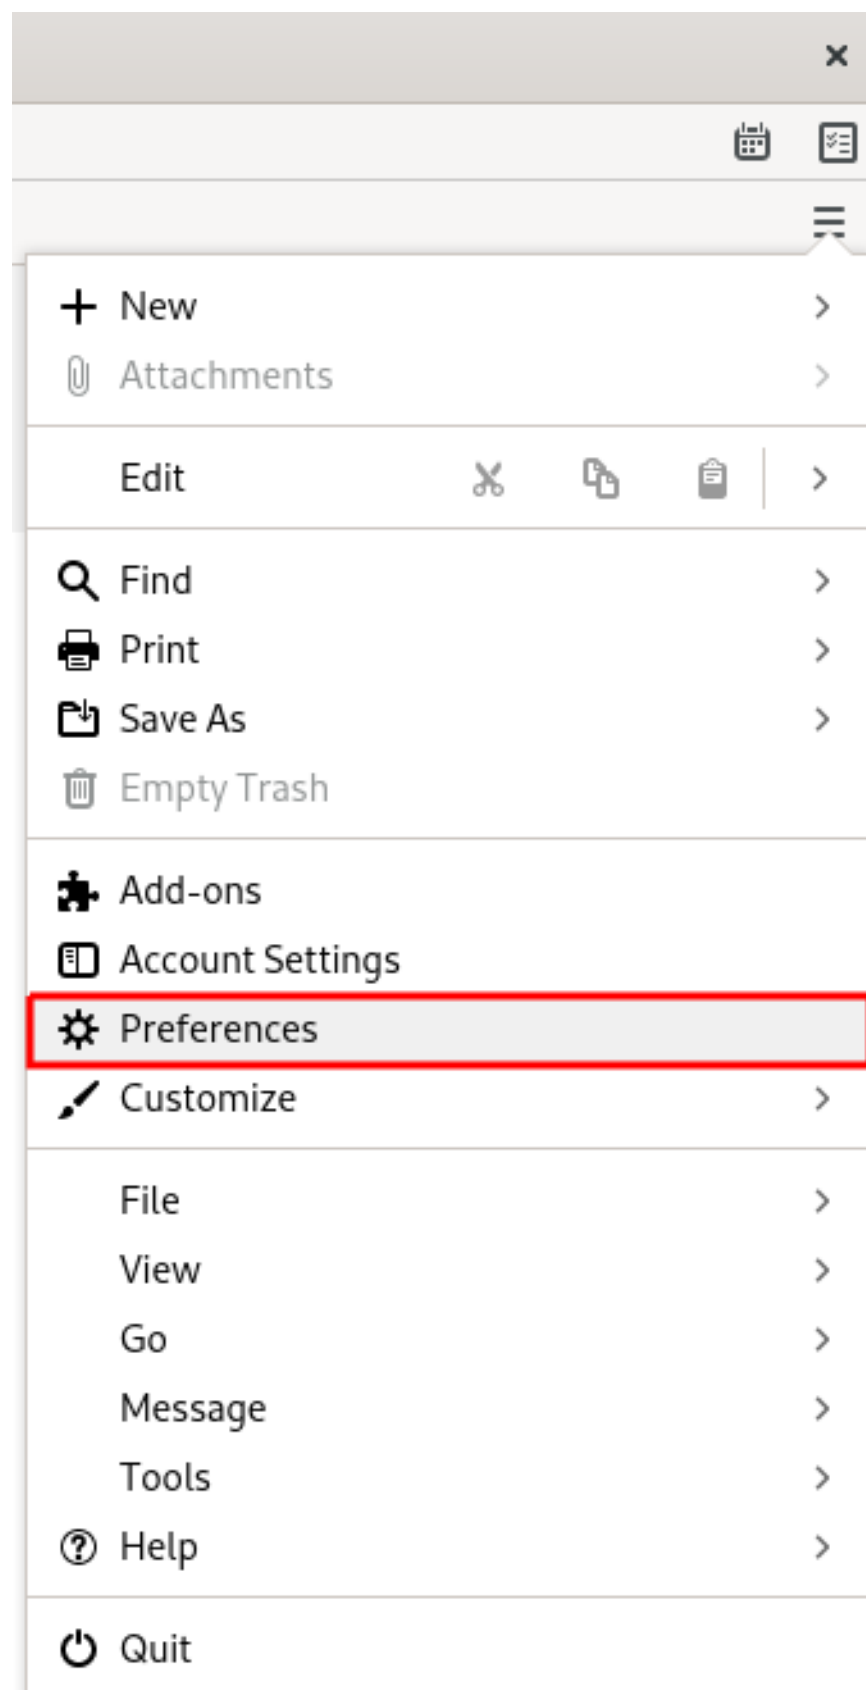 New
Attachments
Edit
Find
Print
Save As
Empty Trash
Add-ons
Account Settings
Preferences
Customize
File
View
Go
Message
Tools
Help
Quit